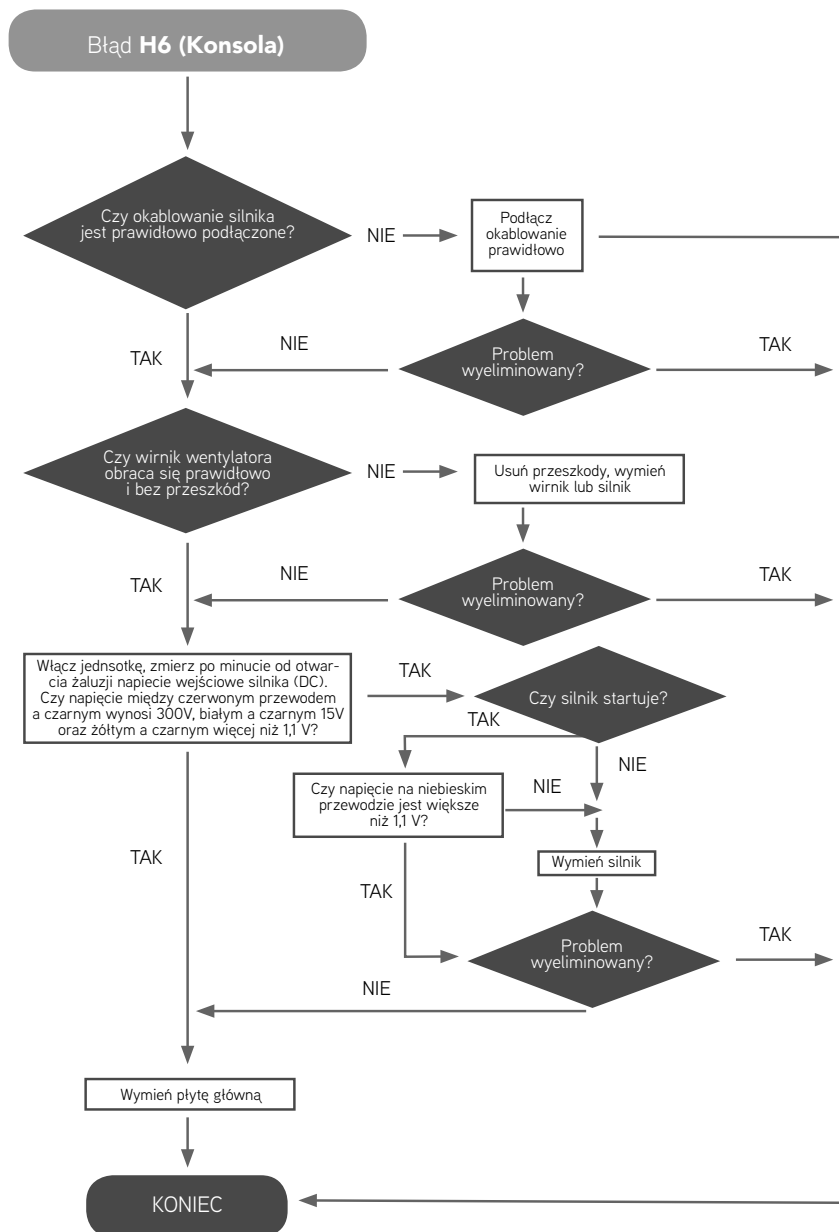 Błąd H6 (Konsola)
Czy okablowanie silnika
jest prawidłowo podłączone?
NIE
Podłącz
okablowanie
prawidłowo
TAK
NIE
Problem
wyeliminowany?
TAK
Czy wirnik wentylatora
obraca się prawidłowo
i bez przeszkód?
NIE
Usuń przeszkody, wymień
wirnik lub silnik
TAK
NIE
Problem
wyeliminowany?
TAK
Włącz jednsotkę, zmierz po minucie od otwar-
cia żaluzji napiecie wejściowe silnika (DC).
Czy napięcie między czerwonym przewodem
a czarnym wynosi 300V, białym a czarnym 15V
oraz żółtym a czarnym więcej niż 1,1 V?
TAK
Czy silnik startuje?
TAK
NIE
Czy napięcie na niebieskim
przewodzie jest większe
niż 1,1 V?
NIE
Wymień silnik
TAK
TAK
Problem
wyeliminowany?
TAK
NIE
Wymień płytę główną
KONIEC